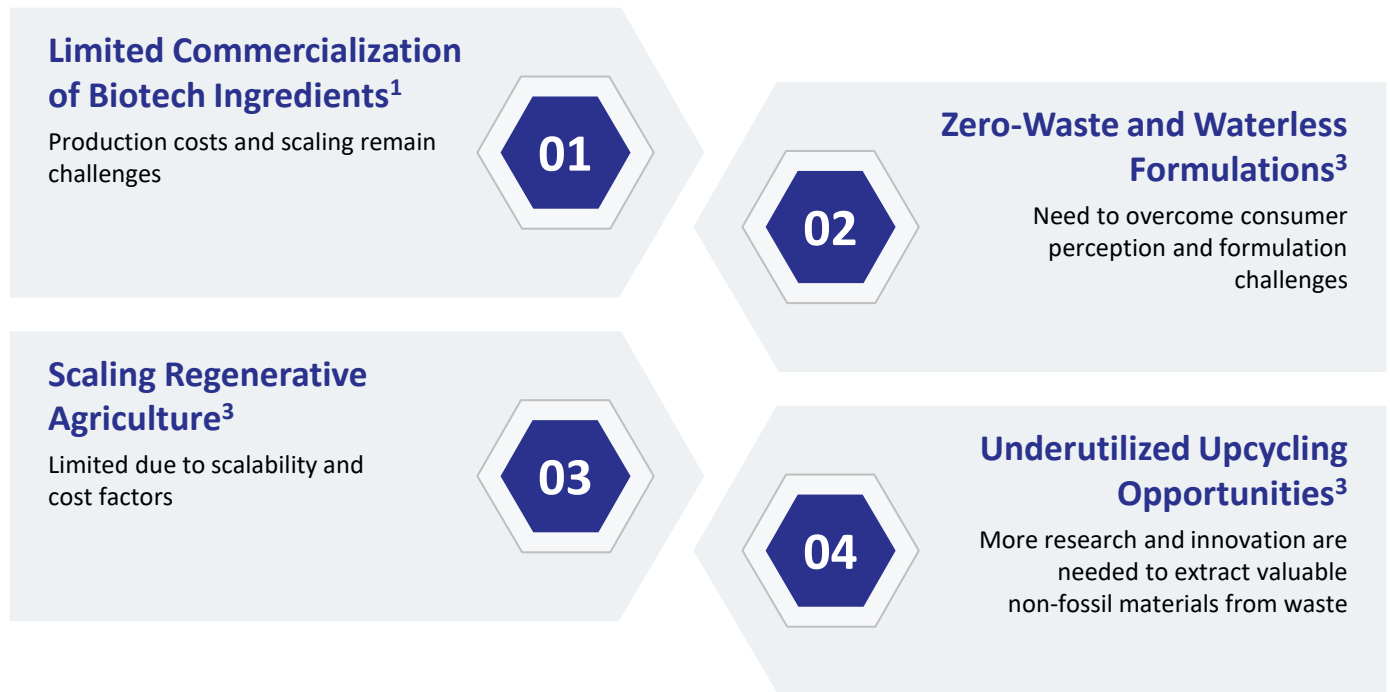 Limited Commercialization
of Biotech Ingredients¹
Production costs and scaling remain
challenges
01
Zero-Waste and Waterless
Formulations³
Need to overcome consumer
perception and formulation
challenges
02
Scaling Regenerative
Agriculture³
Limited due to scalability and
cost factors
03
Underutilized Upcycling
Opportunities³
More research and innovation are
needed to extract valuable
non-fossil materials from waste
04